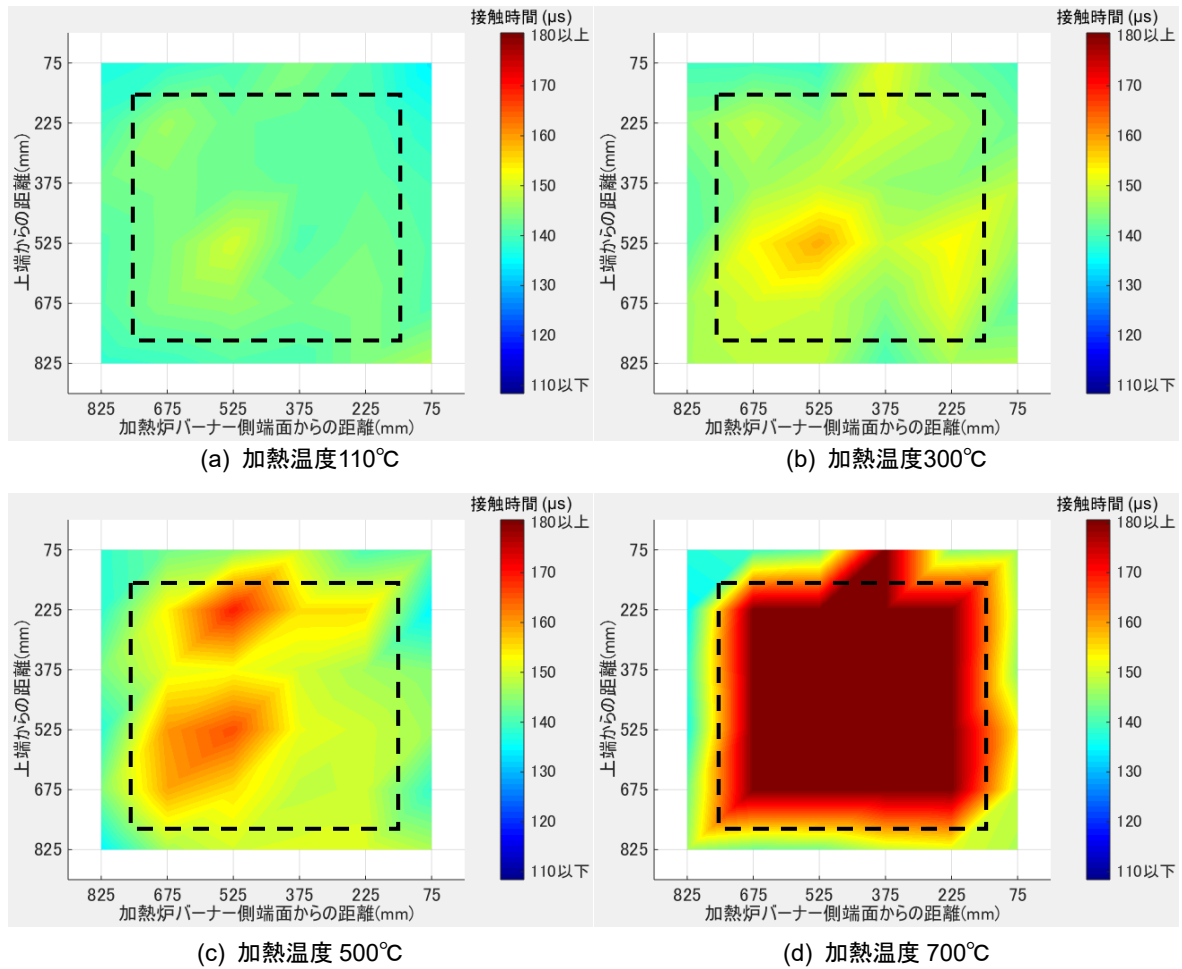 接触時間 (μs)
180以上
170
160
150
140
130
120
110以下
75
225
375
525
675
825
上端からの距離(mm)
825 675 525 375 225 75
加熱炉バーナー側端面からの距離(mm)
(a) 加熱温度110℃
接触時間 (μs)
180以上
170
160
150
140
130
120
110以下
75
225
375
525
675
825
上端からの距離(mm)
825 675 525 375 225 75
加熱炉バーナー側端面からの距離(mm)
(b) 加熱温度300℃
接触時間 (μs)
180以上
170
160
150
140
130
120
110以下
75
225
375
525
675
825
上端からの距離(mm)
825 675 525 375 225 75
加熱炉バーナー側端面からの距離(mm)
(c) 加熱温度 500℃
接触時間 (μs)
180以上
170
160
150
140
130
120
110以下
75
225
375
525
675
825
上端からの距離(mm)
825 675 525 375 225 75
加熱炉バーナー側端面からの距離(mm)
(d) 加熱温度 700℃